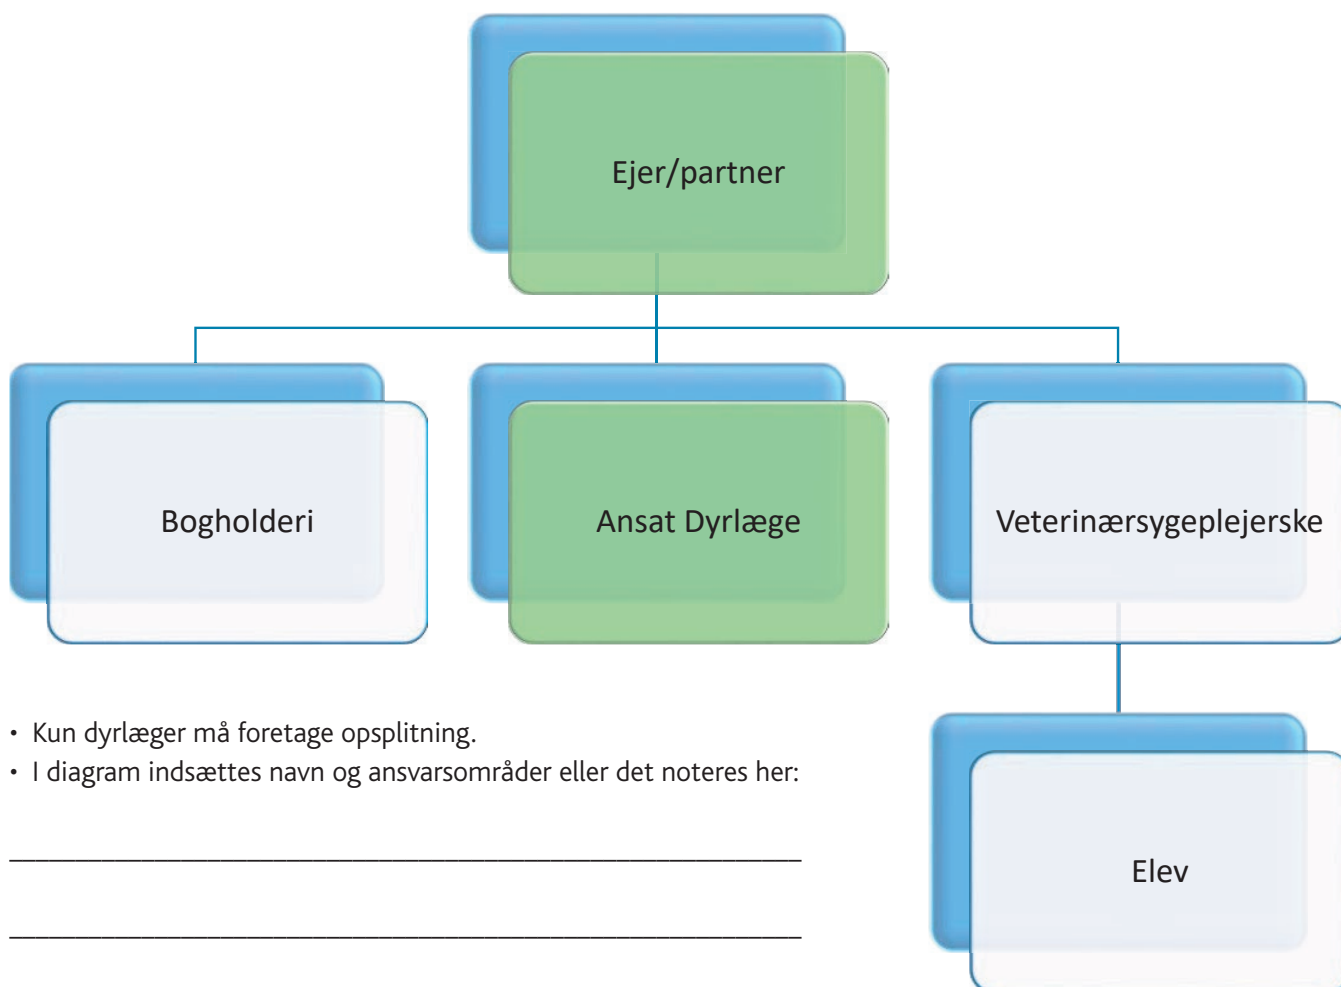 Ejer/partner
Bogholderi
Ansat Dyrlæge
Veterinærsygeplejerske
• Kun dyrlæger må foretage opsplitning.
• I diagram indsættes navn og ansvarsområder eller det noteres her:
Elev